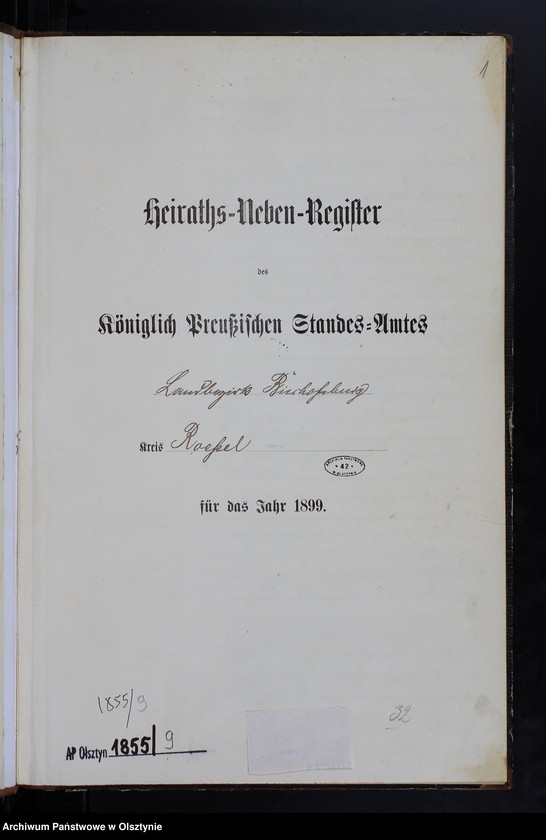 1
Heiraths-Neben-Register
des
Königlich Preußischen Standes-Amtes
Landbezirk Bischofsburg
Kreis Roessel
• 42 •
für das Jahr 1899.
1855/9
32
AP Olsztyn 1855/9
Archiwum Państwowe w Olsztynie